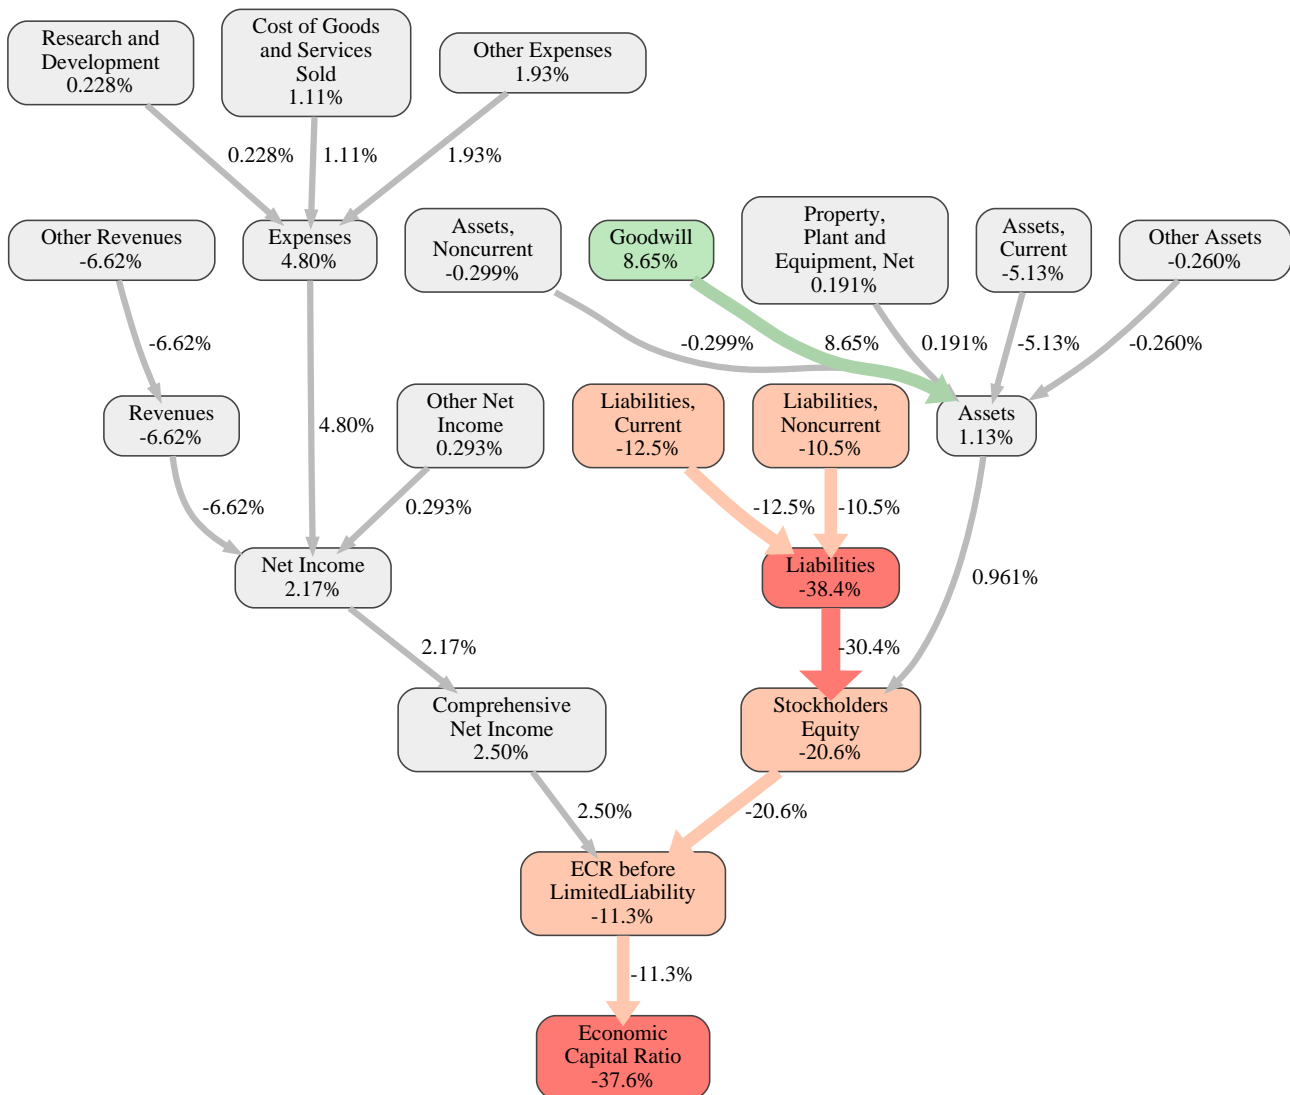 Research and
Development
0.228%
Cost of Goods
and Services
Sold
1.11%
Other Expenses
1.93%
0.228%
1.11%
1.93%
Other Revenues
-6.62%
Expenses
4.80%
Assets,
Noncurrent
-0.299%
Goodwill
8.65%
Property,
Plant and
Equipment, Net
0.191%
Assets,
Current
-5.13%
Other Assets
-0.260%
-6.62%
-0.299%
8.65%
0.191%
-5.13%
-0.260%
Revenues
-6.62%
4.80%
Other Net
Income
0.293%
Liabilities,
Current
-12.5%
Liabilities,
Noncurrent
-10.5%
Assets
1.13%
-6.62%
0.293%
-12.5%
-10.5%
Net Income
2.17%
Liabilities
-38.4%
0.961%
2.17%
-30.4%
Comprehensive
Net Income
2.50%
Stockholders
Equity
-20.6%
2.50%
-20.6%
ECR before
LimitedLiability
-11.3%
-11.3%
Economic
Capital Ratio
-37.6%